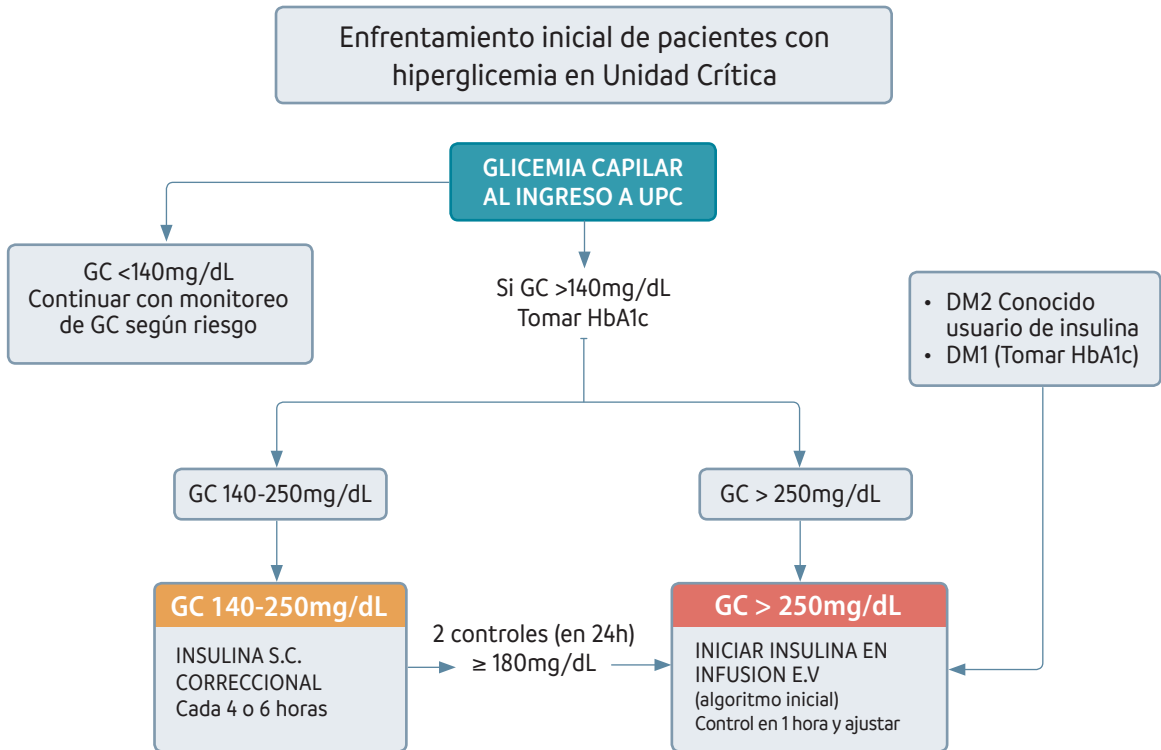 Enfrentamiento inicial de pacientes con
hiperglicemia en Unidad Crítica
GLICEMIA CAPILAR
AL INGRESO A UPC
GC <140mg/dL
Continuar con monitoreo
de GC según riesgo
Si GC >140mg/dL
Tomar HbA1c
• DM2 Conocido
usuario de insulina
• DM1 (Tomar HbA1c)
GC 140-250mg/dL
GC > 250mg/dL
GC 140-250mg/dL
INSULINA S.C.
CORRECCIONAL
Cada 4 o 6 horas
2 controles (en 24h)
≥ 180mg/dL
GC > 250mg/dL
INICIAR INSULINA EN
INFUSION E.V
(algoritmo inicial)
Control en 1 hora y ajustar